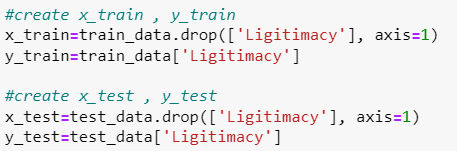 #create x_train , y_train
x_train=train_data.drop(['Ligitimacy'], axis=1)
y_train=train_data['Ligitimacy']
#create x_test , y_test
x_test=test_data.drop(['Ligitimacy'], axis=1)
y_test=test_data['Ligitimacy']